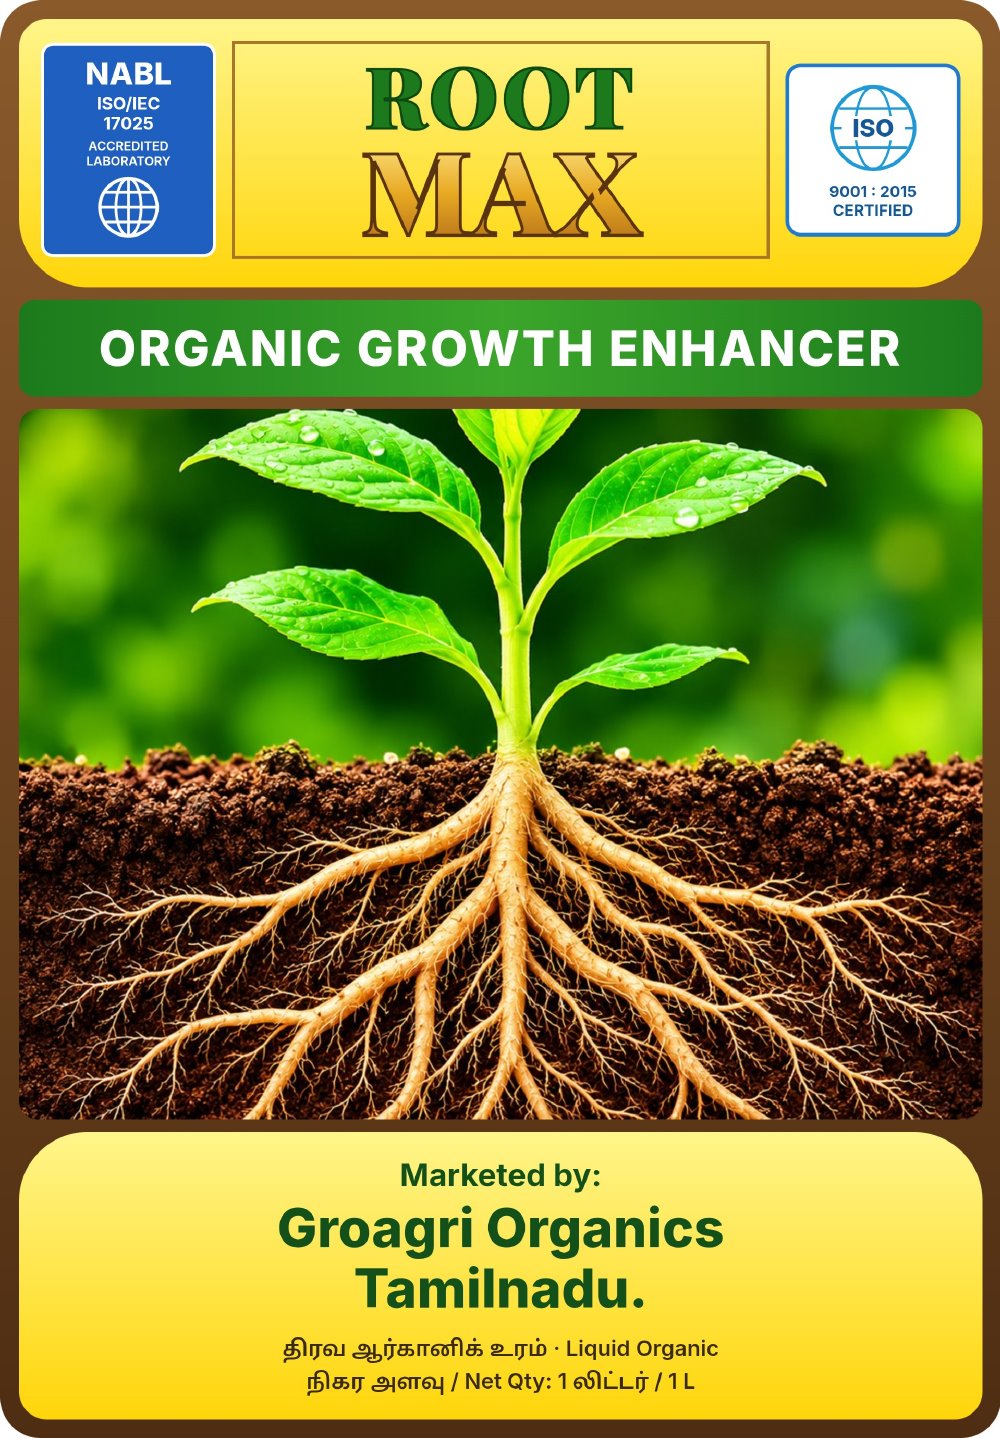 NABL
ISO/IEC
17025
ACCREDITED
LABORATORY
ROOT
MAX
ISO
9001 : 2015
CERTIFIED
ORGANIC GROWTH ENHANCER
Marketed by:
Groagri Organics
Tamilnadu.
திரவ ஆர்கானிக் உரம் · Liquid Organic
நிகர அளவு / Net Qty: 1 லிட்டர் / 1 L